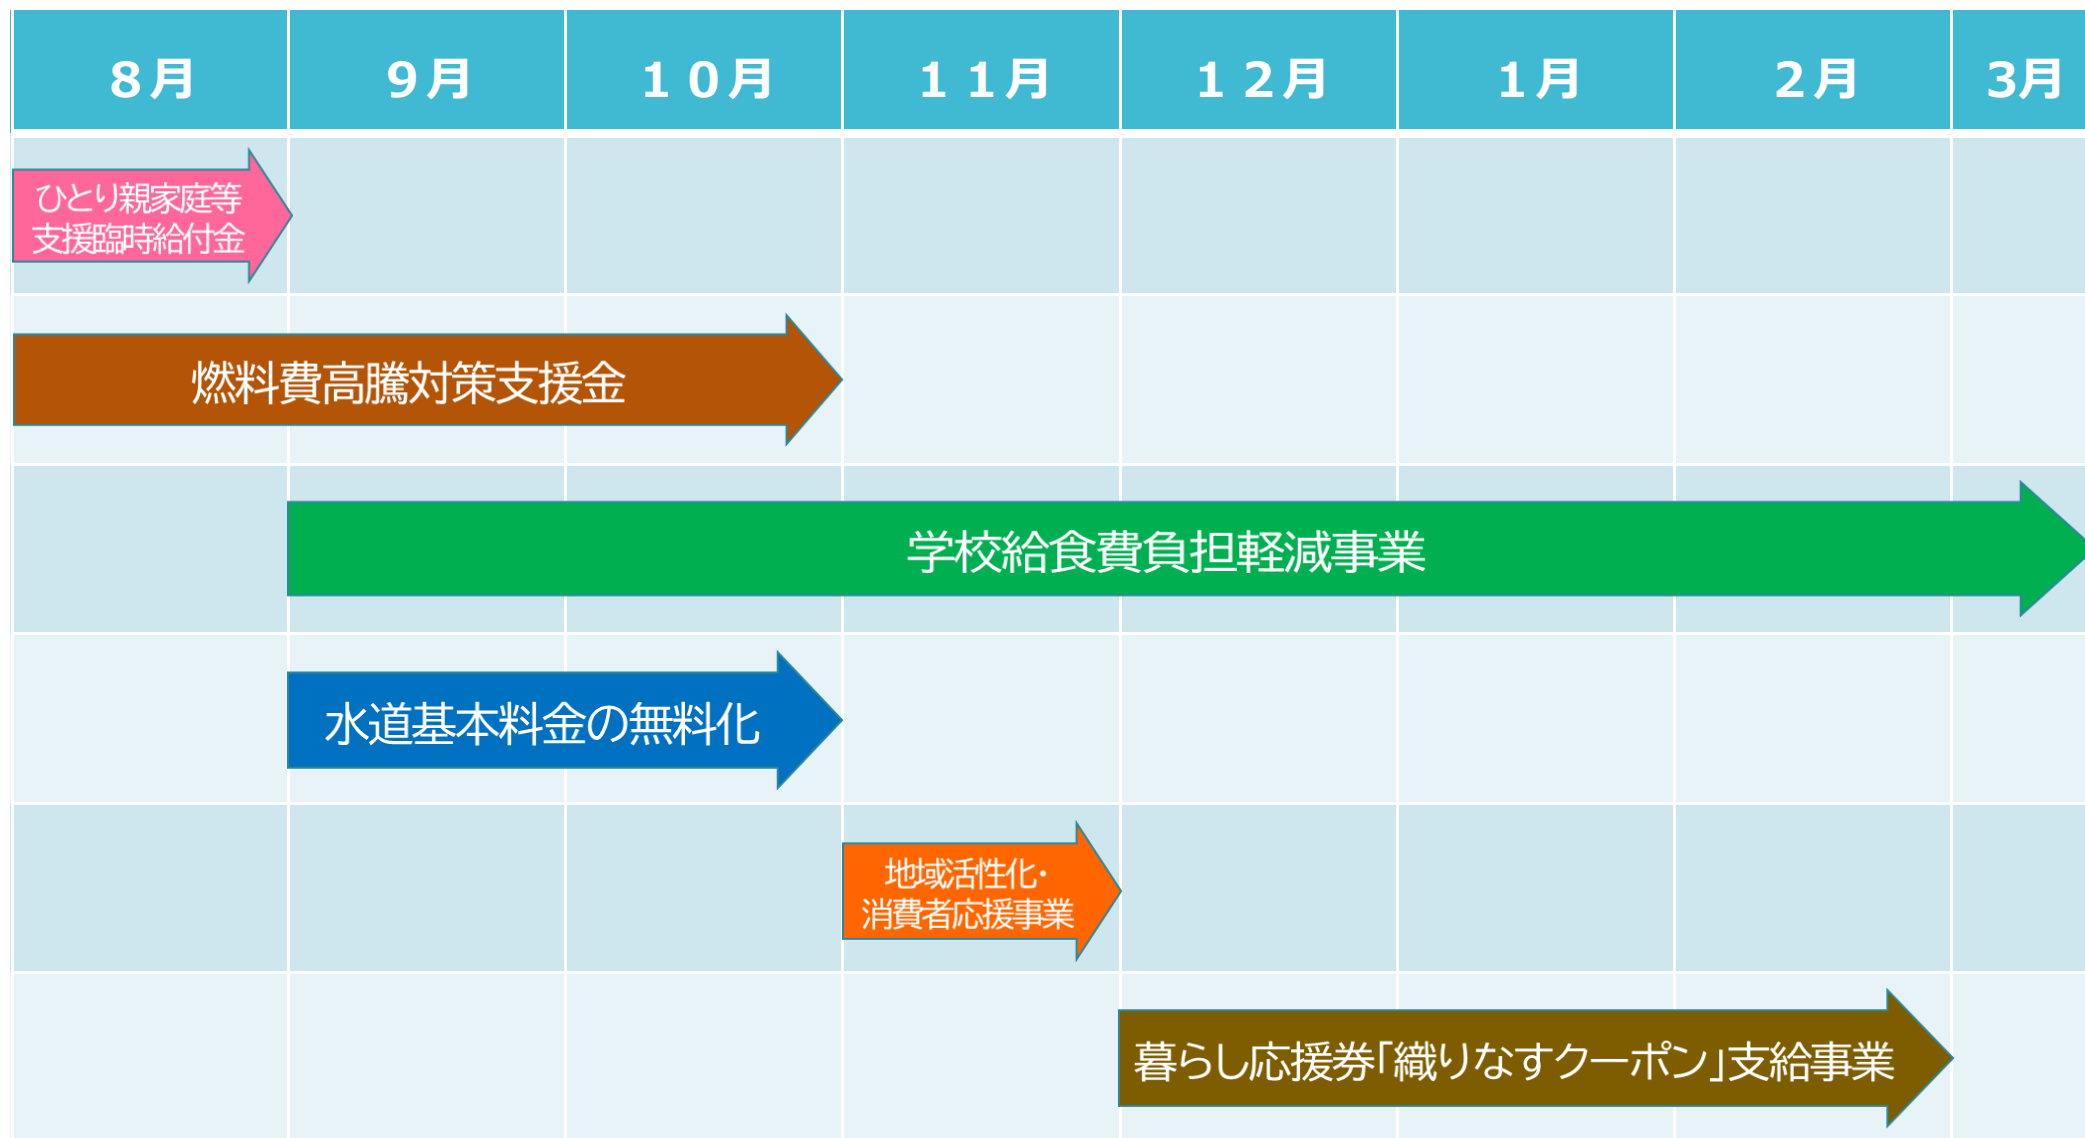 ８月
９月
１０月
１１月
１２月
１月
２月
3月
ひとり親家庭等
支援臨時給付金
燃料費高騰対策支援金
学校給食費負担軽減事業
水道基本料金の無料化
地域活性化・
消費者応援事業
暮らし応援券「織りなすクーポン」支給事業